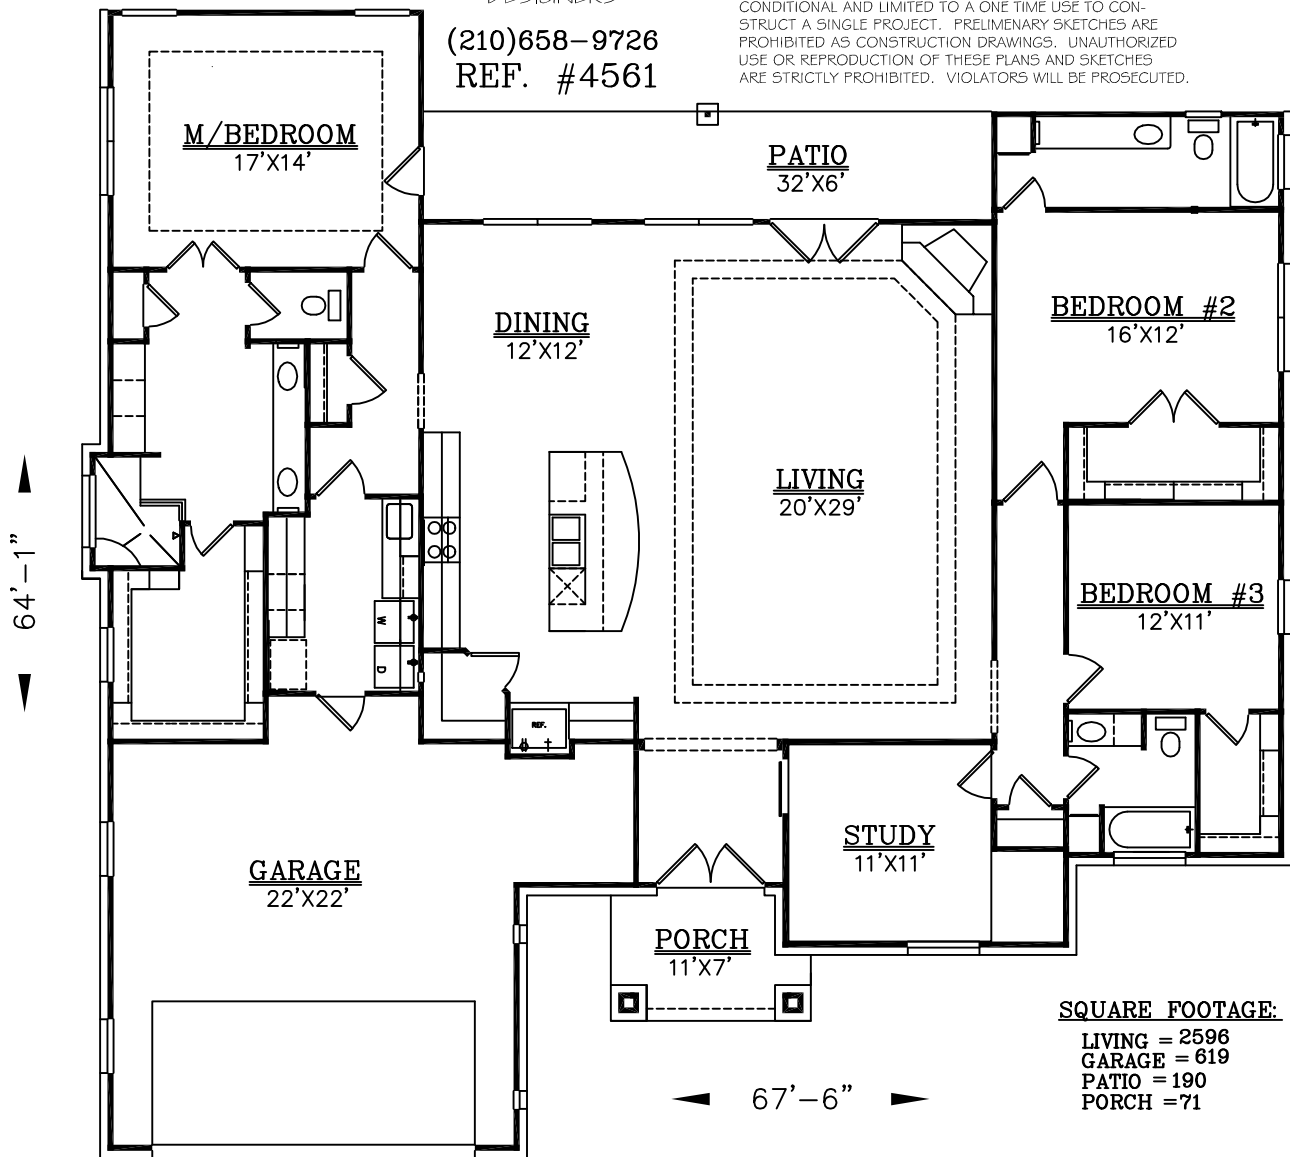 DESIGNERS
(210)658-9726
REF. #4561
CONDITIONAL AND LIMITED TO A ONE TIME USE TO CON-
STRUCT A SINGLE PROJECT. PRELIMENARY SKETCHES ARE
PROHIBITED AS CONSTRUCTION DRAWINGS. UNAUTHORIZED
USE OR REPRODUCTION OF THESE PLANS AND SKETCHES
ARE STRICTLY PROHIBITED. VIOLATORS WILL BE PROSECUTED.
M/BEDROOM
17'X14'
PATIO
32'X6'
DINING
12'X12'
BEDROOM #2
16'X12'
LIVING
20'X29'
64'-1"
BEDROOM #3
12'X11'
W
D
REF.
STUDY
11'X11'
GARAGE
22'X22'
PORCH
11'X7'
67'-6"
SQUARE FOOTAGE:
LIVING = 2596
GARAGE = 619
PATIO = 190
PORCH =71